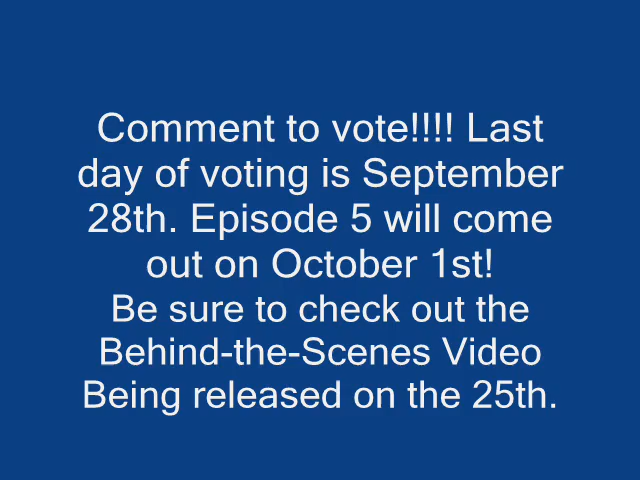 Comment to vote!!!! Last
day of voting is September
28th. Episode 5 will come
out on October 1st!
Be sure to check out the
Behind-the-Scenes Video
Being released on the 25th.